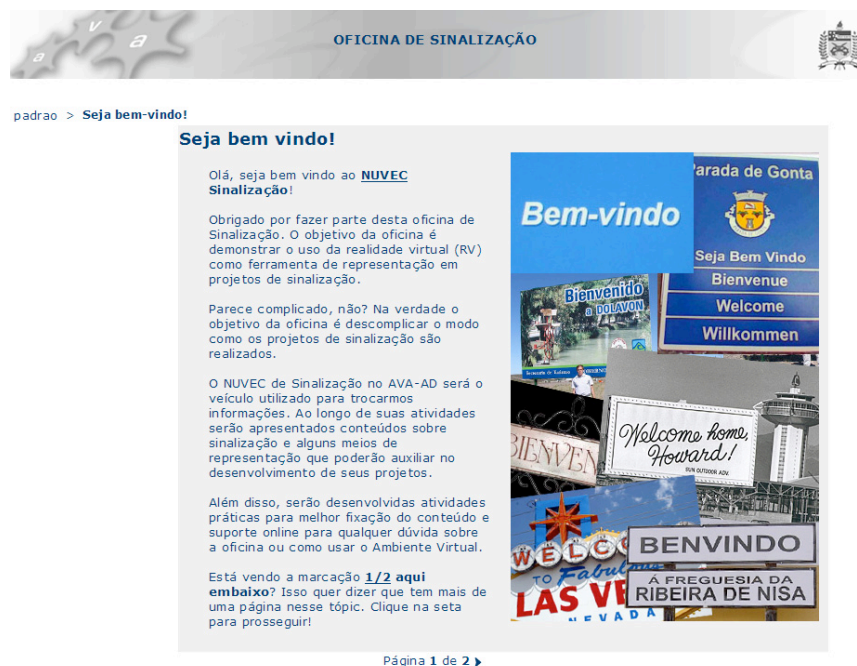 a v a
OFICINA DE SINALIZAÇÃO
padrao > Seja bem-vindo!
Seja bem vindo!
Olá, seja bem vindo ao NUVEC
Sinalização!
Obrigado por fazer parte desta oficina de
Sinalização. O objetivo da oficina é
demonstrar o uso da realidade virtual (RV)
como ferramenta de representação em
projetos de sinalização.
Parece complicado, não? Na verdade o
objetivo da oficina é descomplicar o modo
como os projetos de sinalização são
realizados.
O NUVEC de Sinalização no AVA-AD será o
veículo utilizado para trocarmos
informações. Ao longo de suas atividades
serão apresentados conteúdos sobre
sinalização e alguns meios de
representação que poderão auxiliar no
desenvolvimento de seus projetos.
Além disso, serão desenvolvidas atividades
práticas para melhor fixação do conteúdo e
suporte online para qualquer dúvida sobre
a oficina ou como usar o Ambiente Virtual.
Está vendo a marcação 1/2 aqui
embaixo? Isso quer dizer que tem mais de
uma página nesse tópic. Clique na seta
para prosseguir!
Bem-vindo
Parada de Gonta
Seja Bem Vindo
Bienvenue
Welcome
Willkommen
Bienvenido
a DOLAVON
BIENVEN
Welcome home,
Howard!
OUTDOOR ADV.
WELCO
TO Fabulou
LAS VE
NEVADA
BENVINDO
Á FREGUESIA DA
RIBEIRA DE NISA
Página 1 de 2